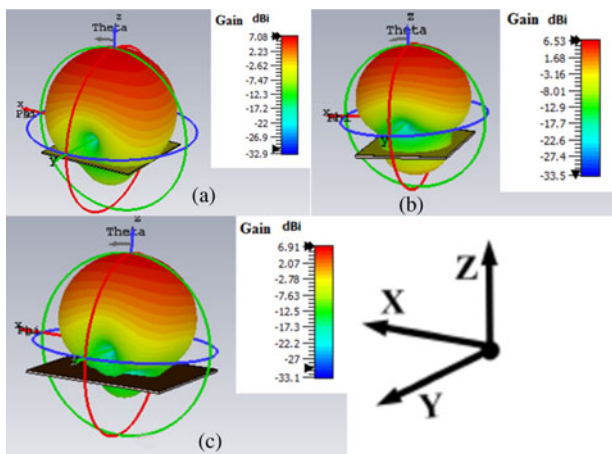 z
Theta
x
Phi
y
Gain dBi
7.08
2.23
-2.62
-7.47
-12.3
-17.2
-22
-26.9
-32.9
(a)
z
Theta
x
Phi
y
Gain dBi
6.53
1.68
-3.16
-8.01
-12.9
-17.7
-22.6
-27.4
-33.5
(b)
z
Theta
x
Phi
y
Gain dBi
6.91
2.07
-2.78
-7.63
-12.5
-17.3
-22.2
-27
-33.1
(c)
Z
X
Y